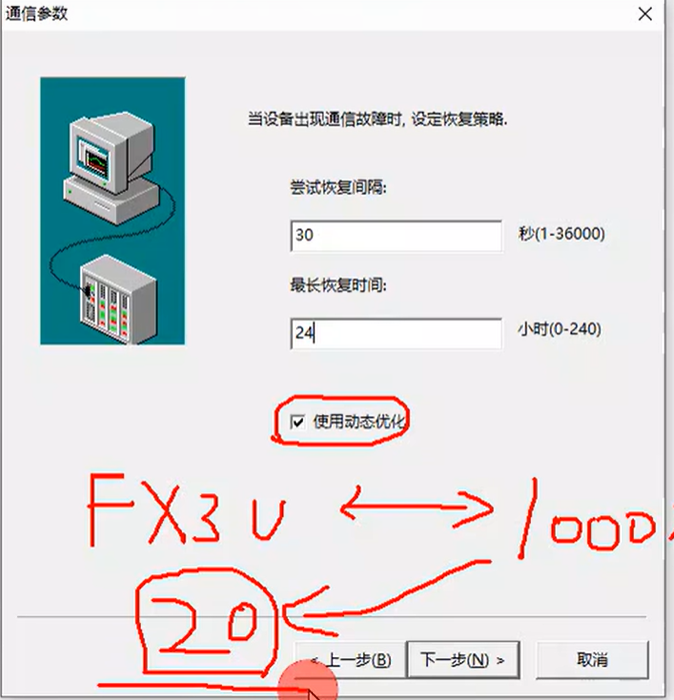 通信参数
当设备出现通信故障时, 设定恢复策略.
尝试恢复间隔:
30 秒(1-36000)
最长恢复时间:
24 小时(0-240)
使用动态优化
FX3U 1000
20
< 上一步(B) 下一步(N) > 取消